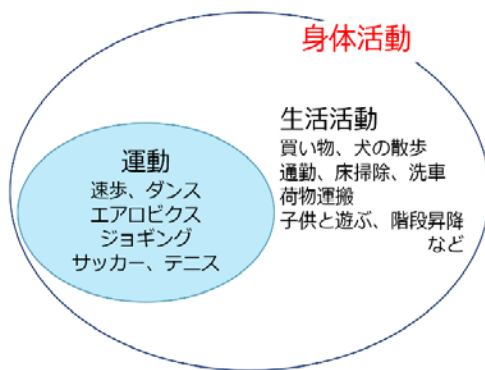 身体活動
生活活動
買い物、犬の散歩
通勤、床掃除、洗車
荷物運搬
子供と遊ぶ、階段昇降
など
運動
速歩、ダンス
エアロビクス
ジョギング
サッカー、テニス